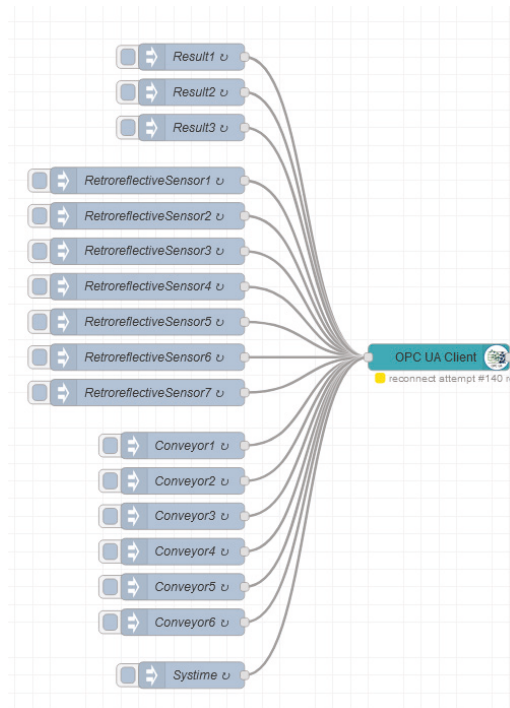 Result1 ↻
Result2 ↻
Result3 ↻
RetroreflectiveSensor1 ↻
RetroreflectiveSensor2 ↻
RetroreflectiveSensor3 ↻
RetroreflectiveSensor4 ↻
RetroreflectiveSensor5 ↻
RetroreflectiveSensor6 ↻
OPC UA Client
reconnect attempt #140 r
RetroreflectiveSensor7 ↻
Conveyor1 ↻
Conveyor2 ↻
Conveyor3 ↻
Conveyor4 ↻
Conveyor5 ↻
Conveyor6 ↻
Systime ↻